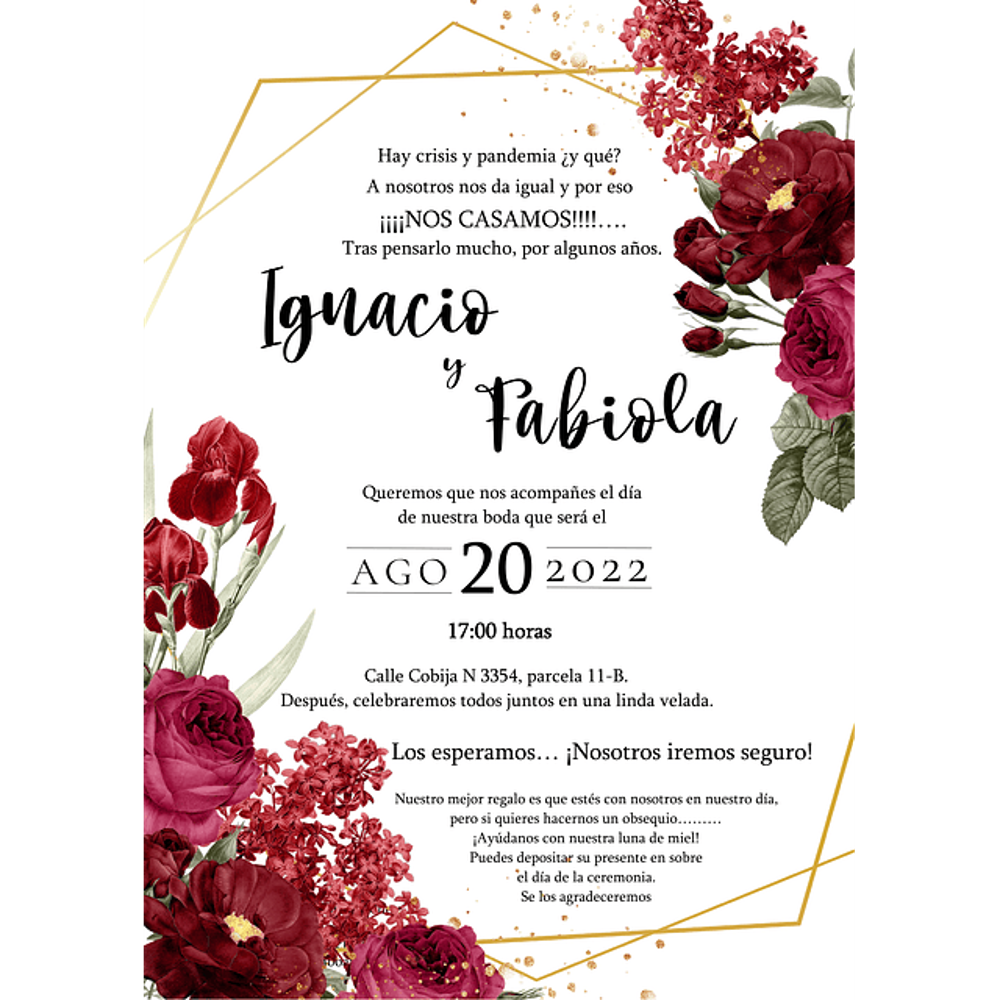 Hay crisis y pandemia ¿y qué?
A nosotros nos da igual y por eso
¡¡¡¡NOS CASAMOS!!!!....
Tras pensarlo mucho, por algunos años.
Ignacio
y
Fabiola
Queremos que nos acompañes el día
de nuestra boda que será el
AGO 20 2022
17:00 horas
Calle Cobija N 3354, parcela 11-B.
Después, celebraremos todos juntos en una linda velada.
Los esperamos... ¡Nosotros iremos seguro!
Nuestro mejor regalo es que estés con nosotros en nuestro día,
pero si quieres hacernos un obsequio.........
¡Ayúdanos con nuestra luna de miel!
Puedes depositar su presente en sobre
el día de la ceremonia.
Se los agradeceremos